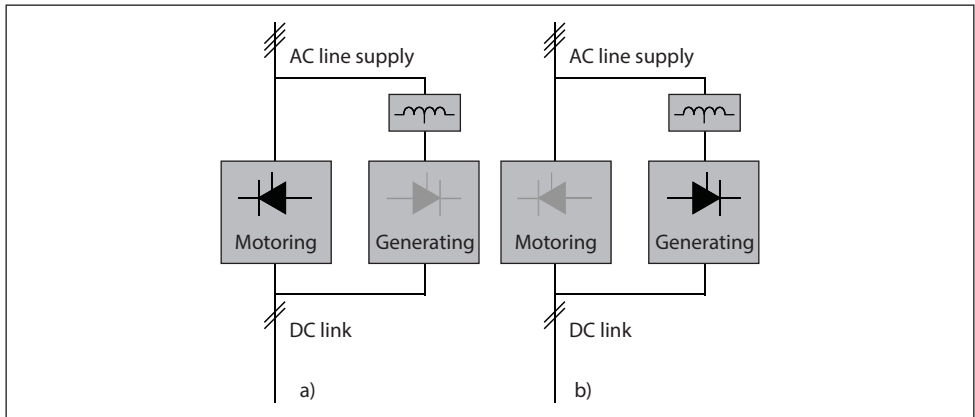 AC line supply
Motoring
Generating
DC link
a)
AC line supply
Motoring
Generating
DC link
b)